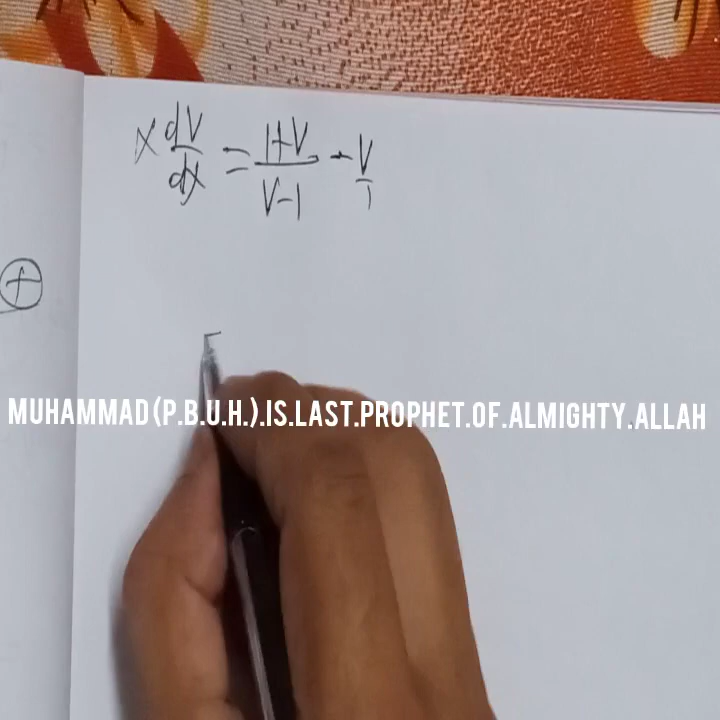 x dv/dx = 1+v/v-1 - v/1
+
MUHAMMAD(P.B.U.H.).IS.LAST.PROPHET.OF.ALMIGHTY.ALLAH